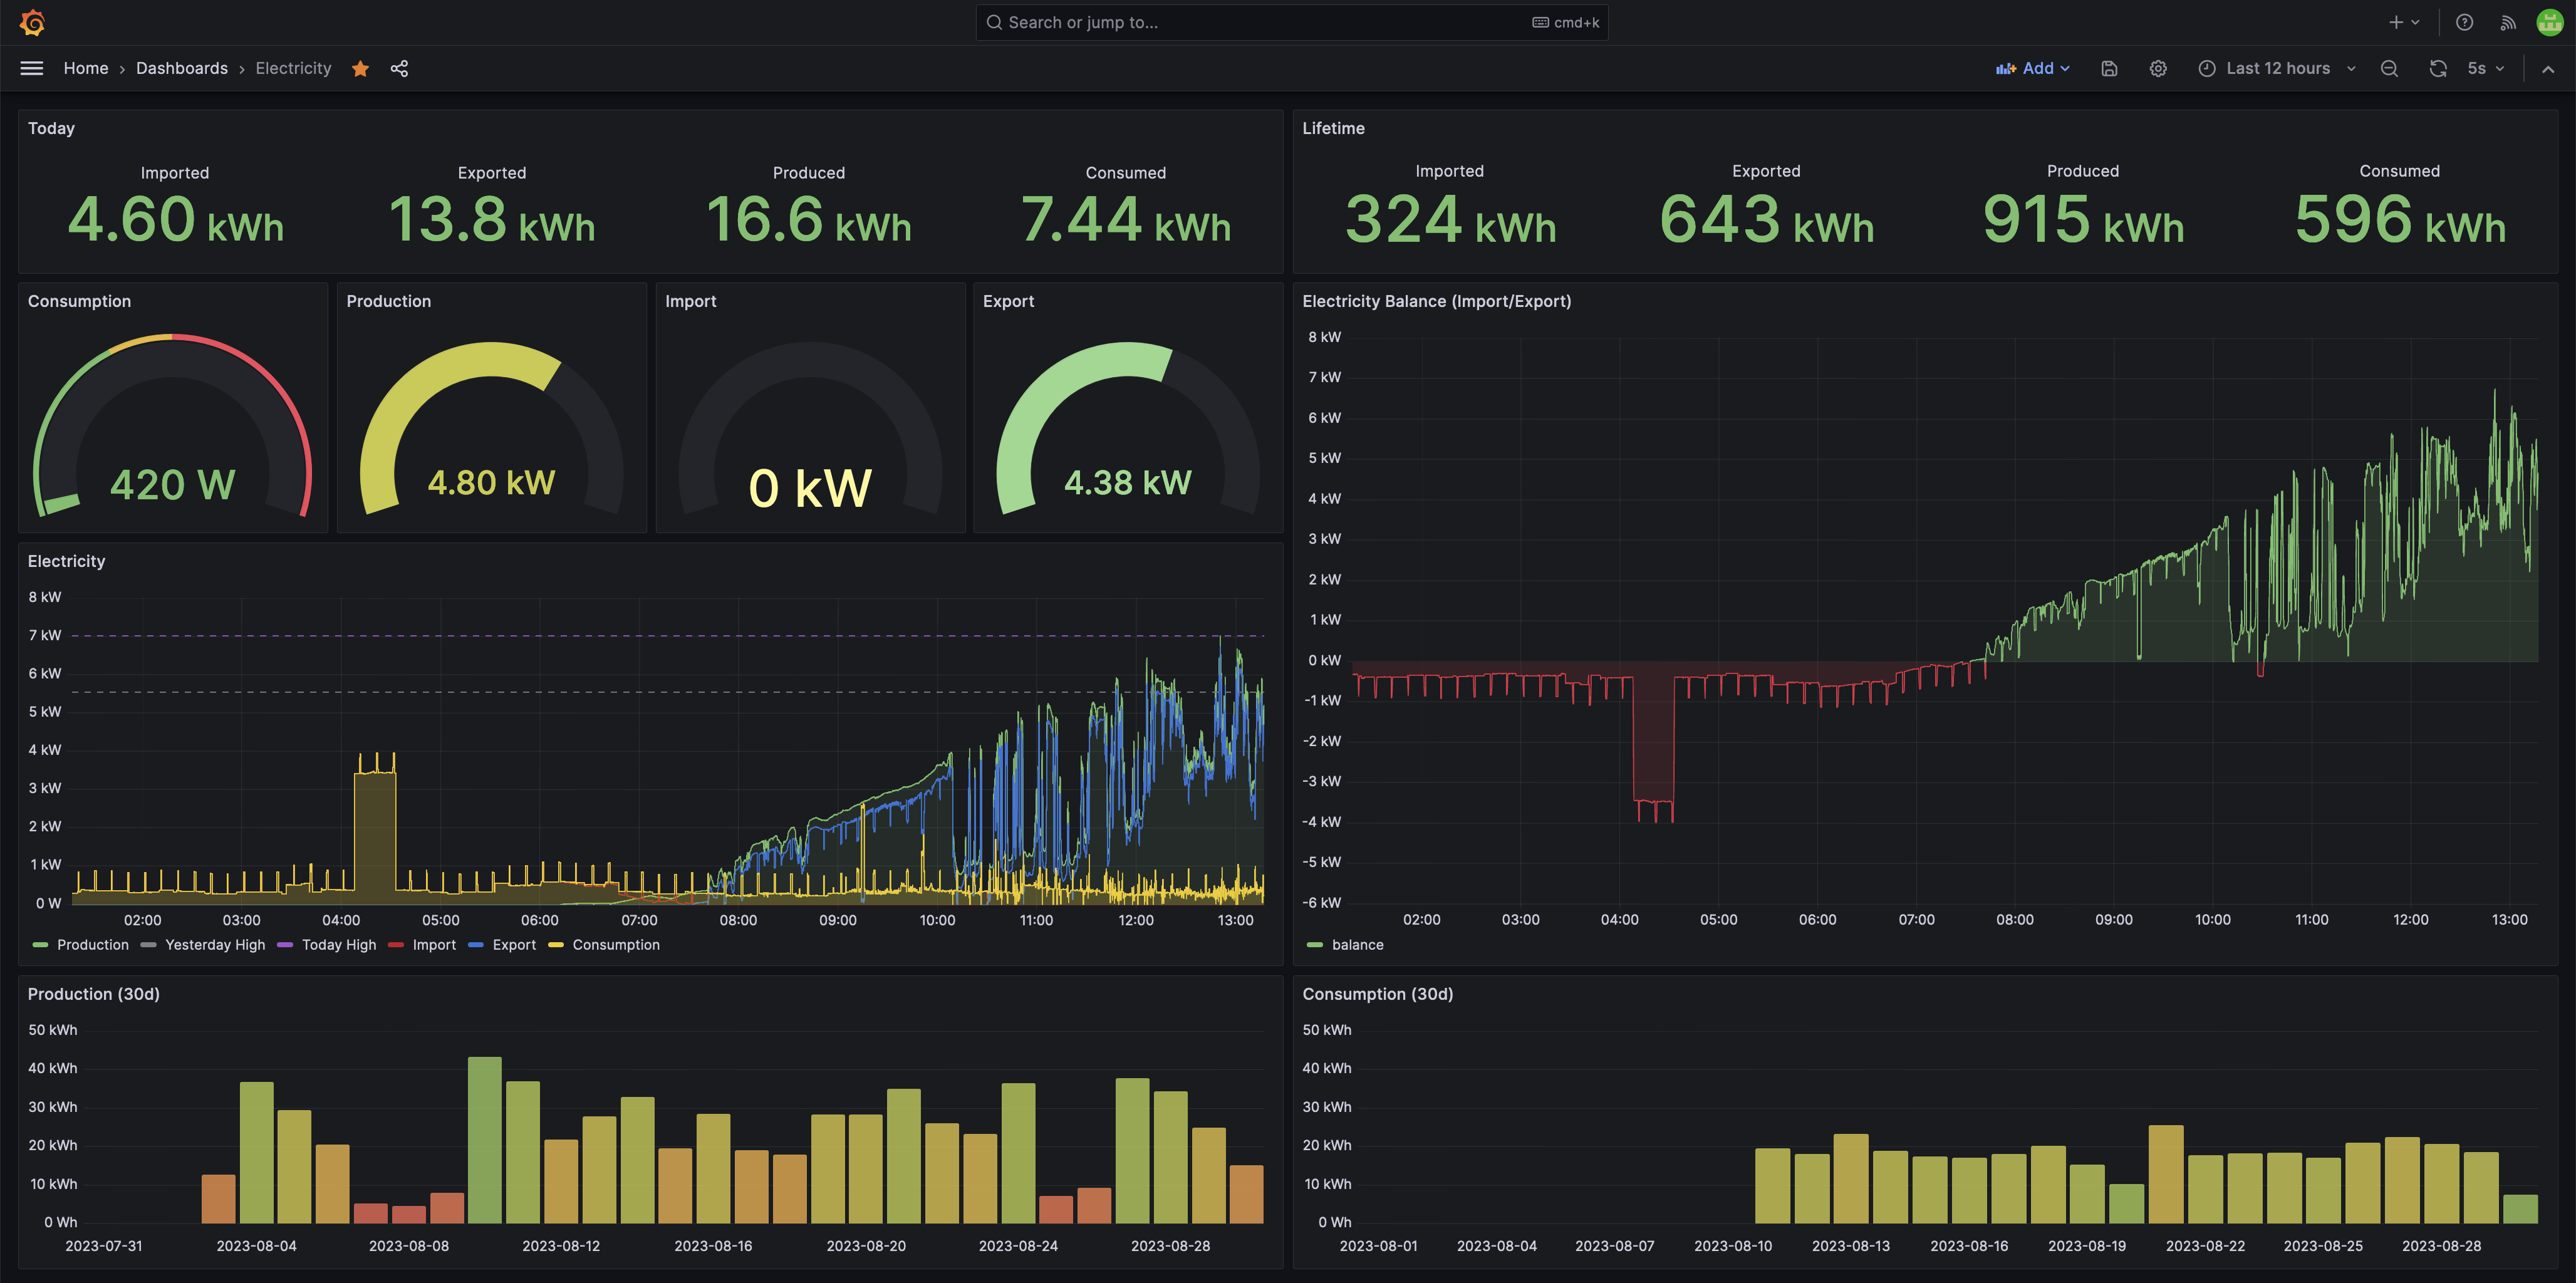 Search or jump to...
cmd+k
Home › Dashboards › Electricity
Add
Last 12 hours
5s
Today
Imported Exported Produced Consumed
4.60 kWh 13.8 kWh 16.6 kWh 7.44 kWh
Lifetime
Imported Exported Produced Consumed
324 kWh 643 kWh 915 kWh 596 kWh
Consumption
420 W
Production
4.80 kW
Import
0 kW
Export
4.38 kW
Electricity Balance (Import/Export)
8 kW
7 kW
6 kW
5 kW
4 kW
3 kW
2 kW
1 kW
0 kW
-1 kW
-2 kW
-3 kW
-4 kW
-5 kW
-6 kW
02:00 03:00 04:00 05:00 06:00 07:00 08:00 09:00 10:00 11:00 12:00 13:00
balance
Electricity
8 kW
7 kW
6 kW
5 kW
4 kW
3 kW
2 kW
1 kW
0 W
02:00 03:00 04:00 05:00 06:00 07:00 08:00 09:00 10:00 11:00 12:00 13:00
Production Yesterday High Today High Import Export Consumption
Production (30d)
50 kWh
40 kWh
30 kWh
20 kWh
10 kWh
0 Wh
2023-07-31 2023-08-04 2023-08-08 2023-08-12 2023-08-16 2023-08-20 2023-08-24 2023-08-28
Consumption (30d)
50 kWh
40 kWh
30 kWh
20 kWh
10 kWh
0 Wh
2023-08-01 2023-08-04 2023-08-07 2023-08-10 2023-08-13 2023-08-16 2023-08-19 2023-08-22 2023-08-25 2023-08-28